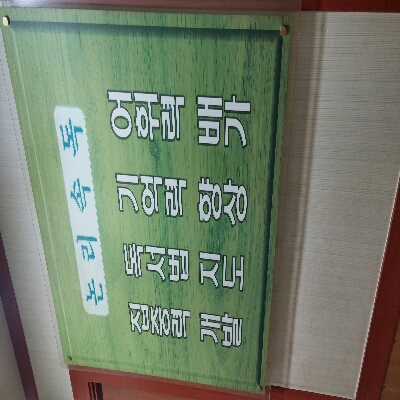 논리속독
집중력 개발
독서법 지도
기억력 향상
어휘력 배가